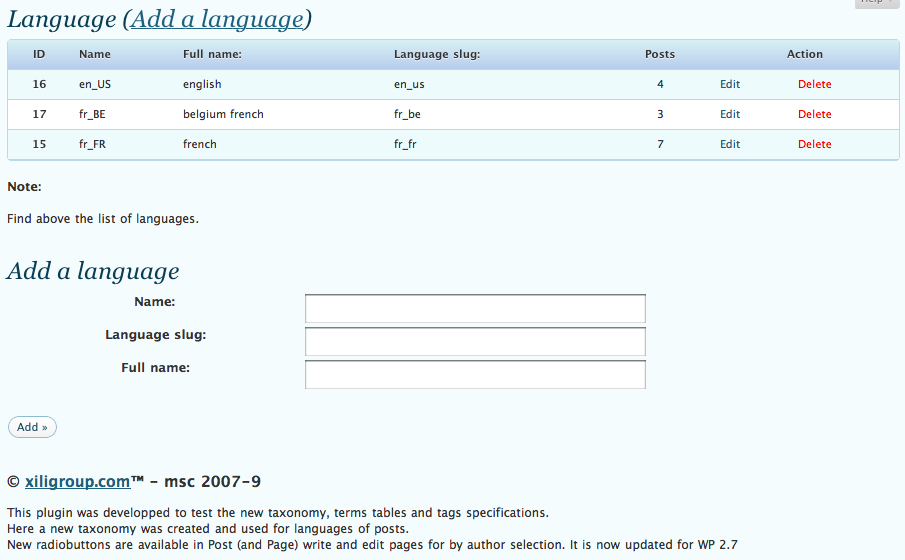 Help
Language (Add a language)
ID Name Full name: Language slug: Posts Action
16 en_US english en_us 4 Edit Delete
17 fr_BE belgium french fr_be 3 Edit Delete
15 fr_FR french fr_fr 7 Edit Delete
Note:
Find above the list of languages.
Add a language
Name:
Language slug:
Full name:
Add »
© xiligroup.com™ – msc 2007-9
This plugin was developped to test the new taxonomy, terms tables and tags specifications.
Here a new taxonomy was created and used for languages of posts.
New radiobuttons are available in Post (and Page) write and edit pages for by author selection. It is now updated for WP 2.7